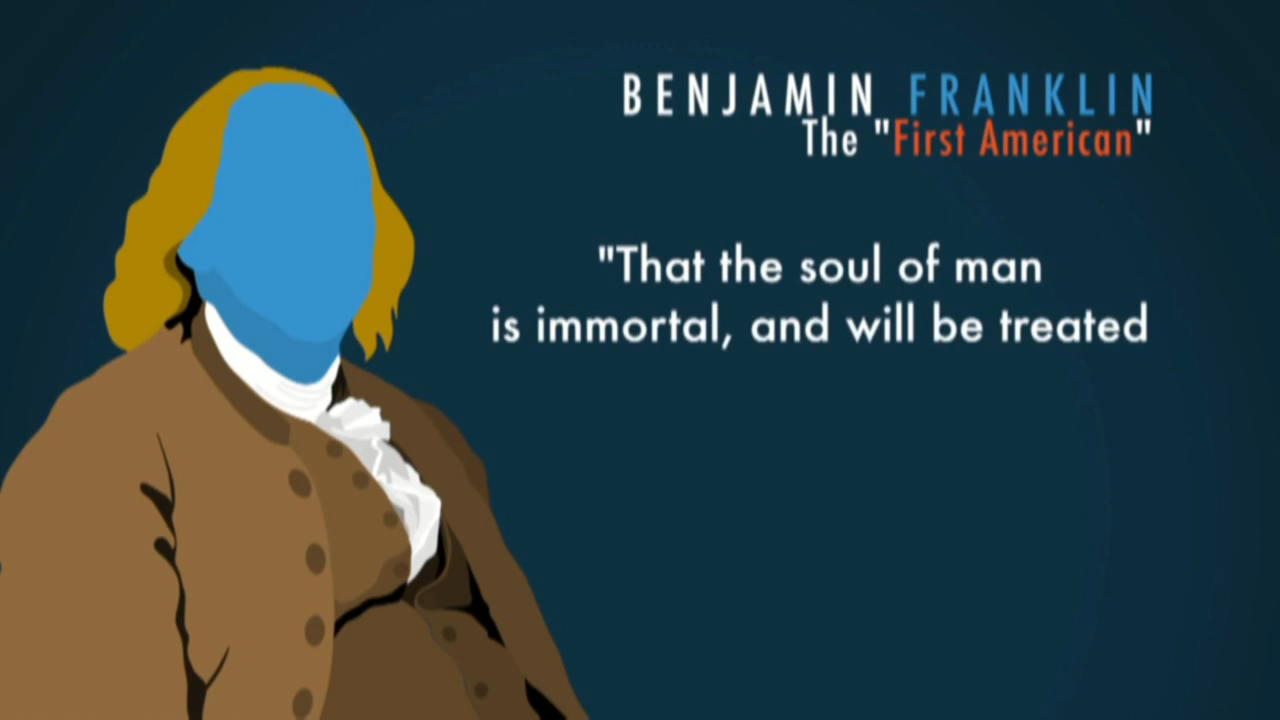 BENJAMIN FRANKLIN
The "First American"
"That the soul of man
is immortal, and will be treated